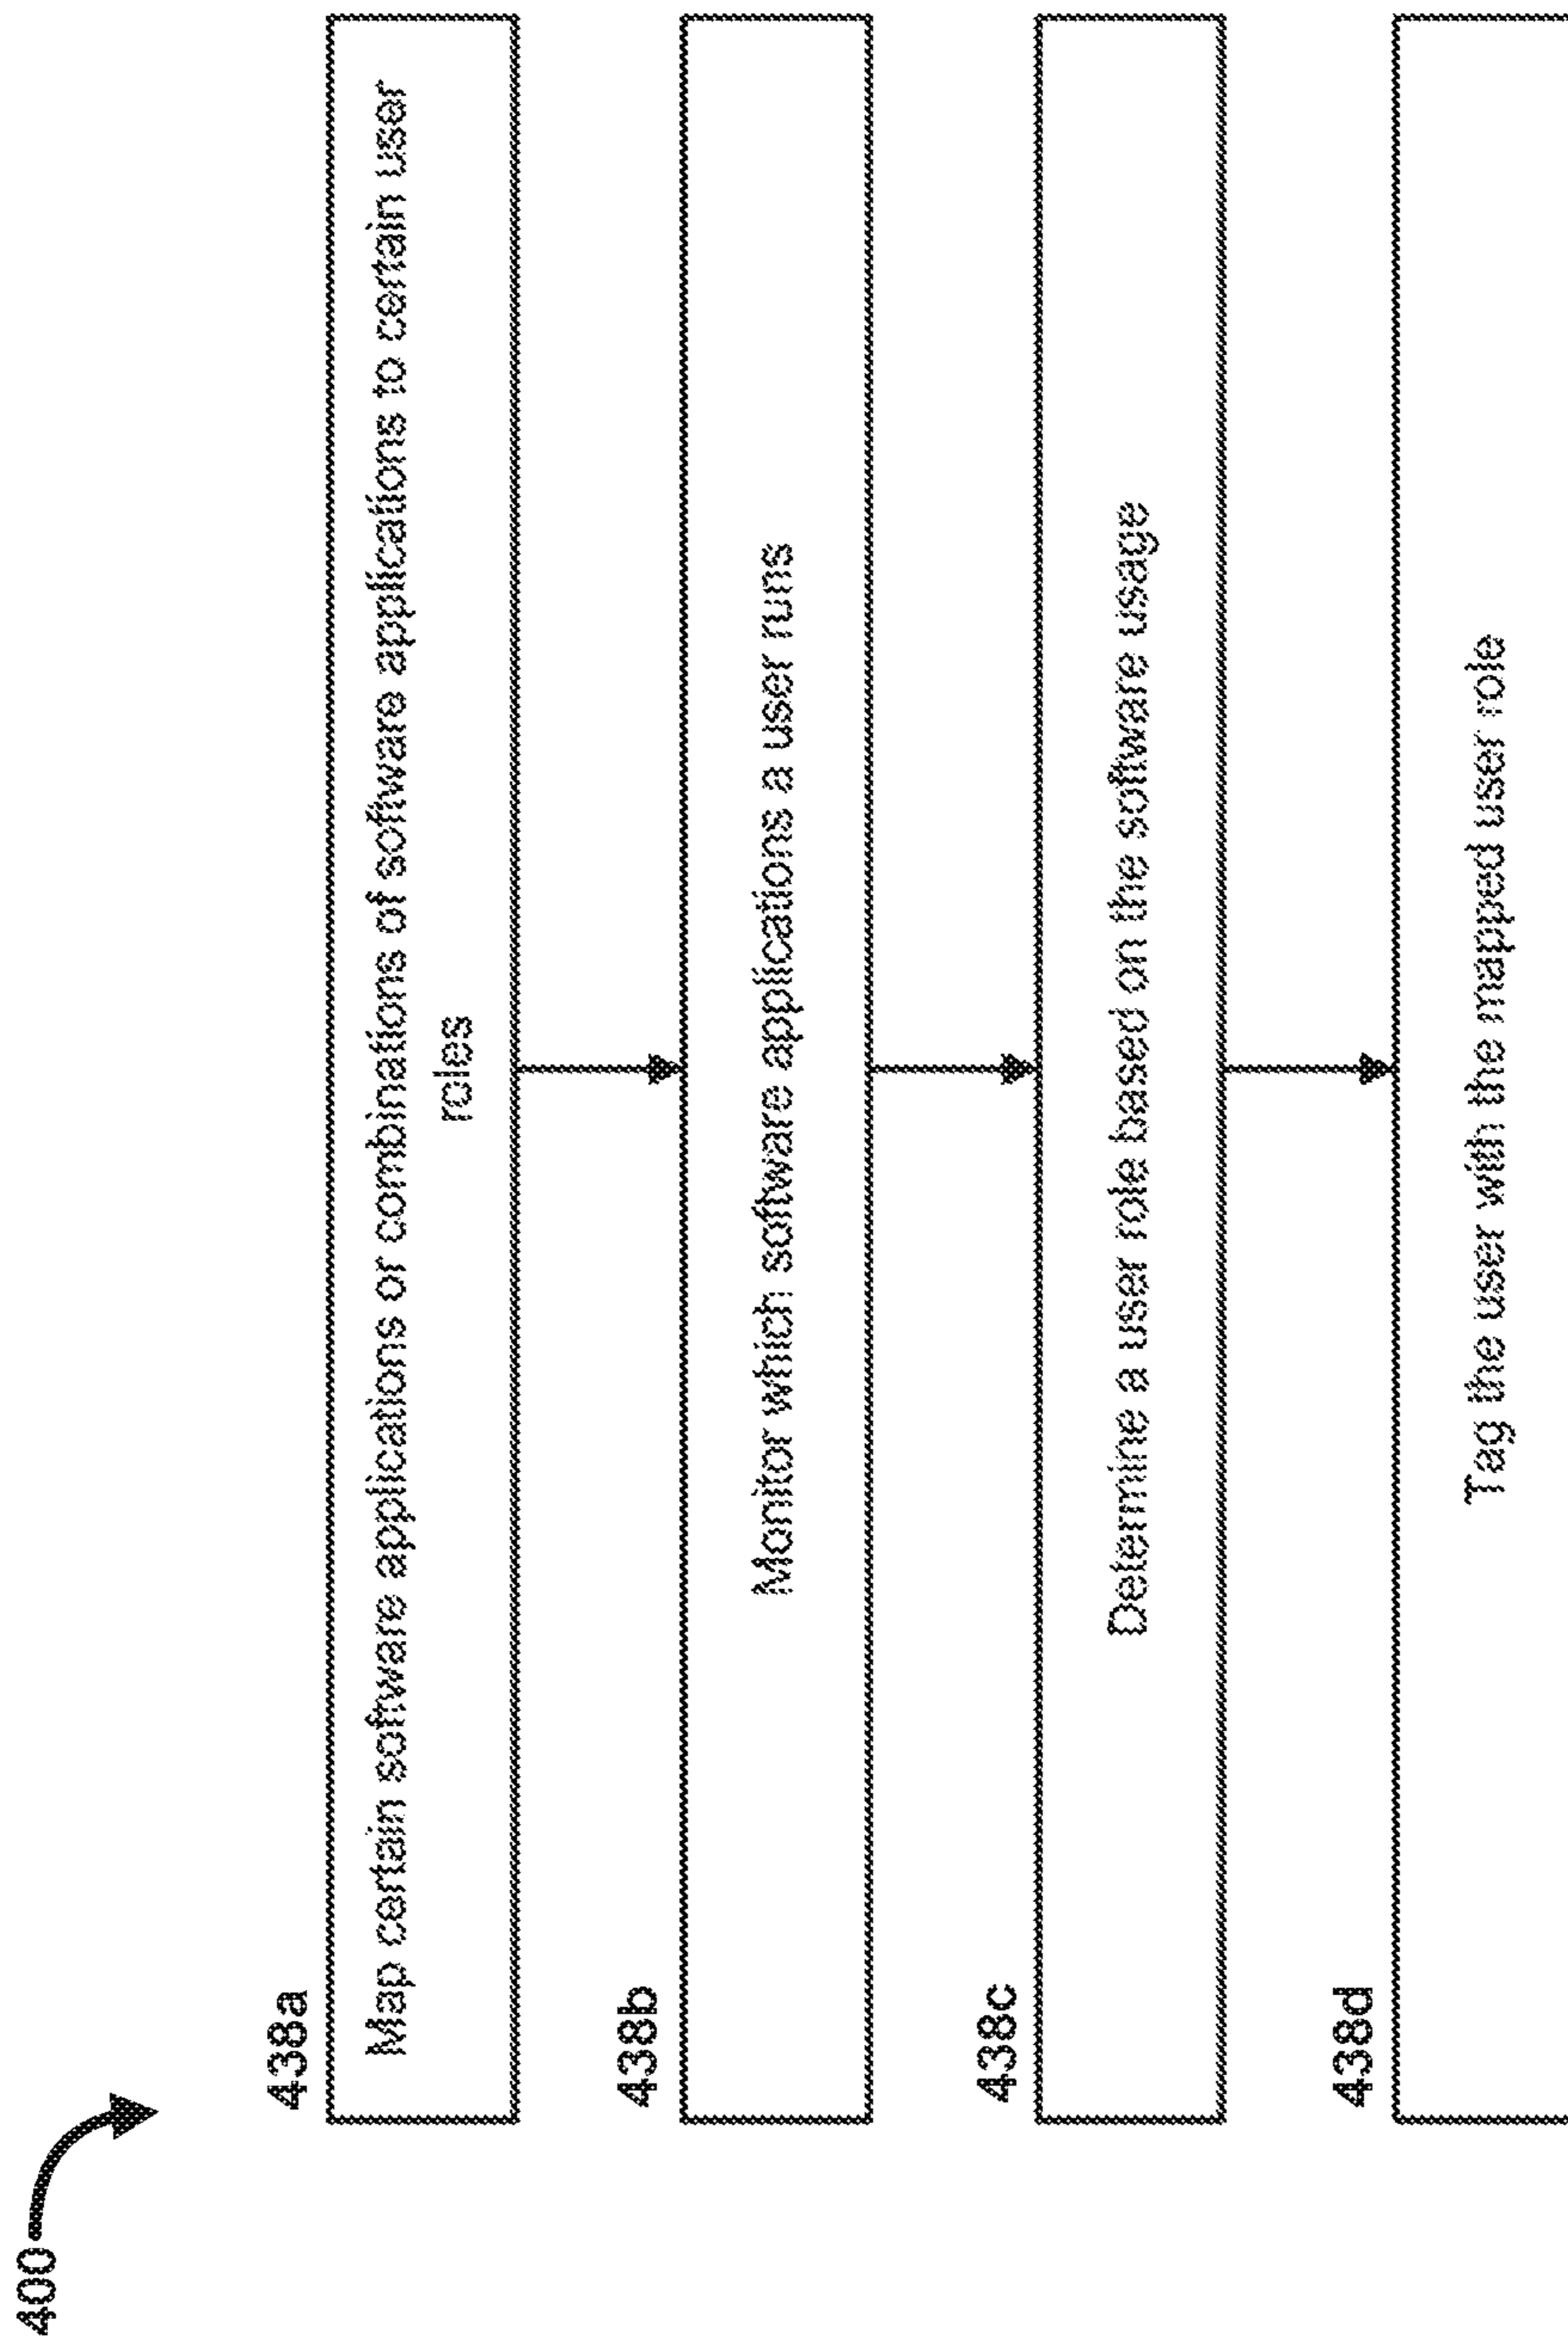 400
438a
Map certain software applications or combinations of software applications to certain user
roles
438b
Monitor which software applications a user runs
438c
Determine a user role based on the software usage
438d
Tag the user with the mapped user role